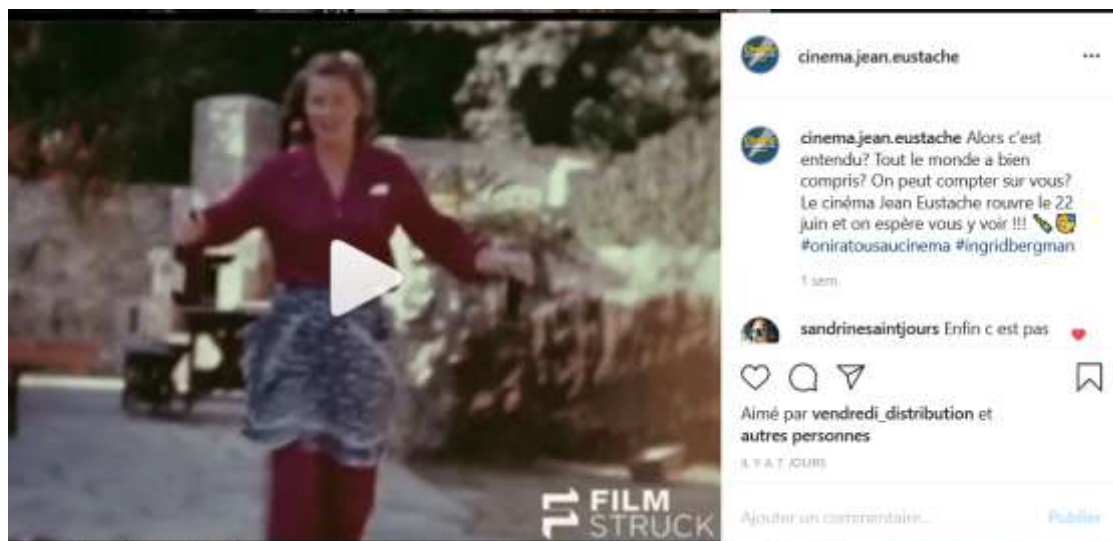 cinema.jean.eustache
cinema.jean.eustache Alors c'est
entendu? Tout le monde a bien
compris? On peut compter sur vous?
Le cinéma Jean Eustache rouvre le 22
juin et on espère vous y voir !!!
#oniratousaucinema #ingridbergman
1 sem
sandrinesaintjours Enfin c est pas
Aimé par vendredi_distribution et
autres personnes
IL Y A 7 JOURS
Ajouter un commentaire...
Publier
FILM
STRUCK